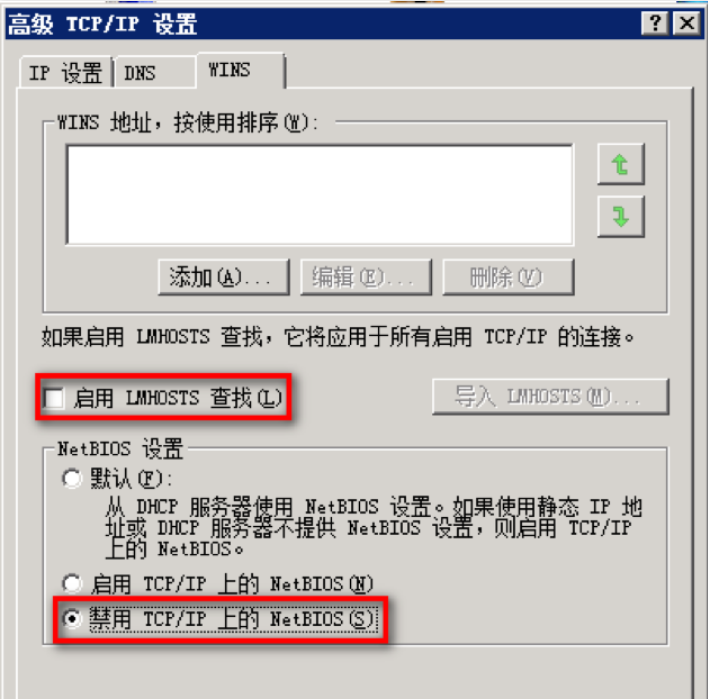 高级 TCP/IP 设置
IP 设置 DNS WINS
WINS 地址，按使用排序(W):
添加(A)... 编辑(E)... 删除(V)
如果启用 LMHOSTS 查找，它将应用于所有启用 TCP/IP 的连接。
启用 LMHOSTS 查找(L) 导入 LMHOSTS(M)...
NetBIOS 设置
默认(F):
从 DHCP 服务器使用 NetBIOS 设置。如果使用静态 IP 地
址或 DHCP 服务器不提供 NetBIOS 设置，则启用 TCP/IP
上的 NetBIOS。
启用 TCP/IP 上的 NetBIOS(N)
禁用 TCP/IP 上的 NetBIOS(S)